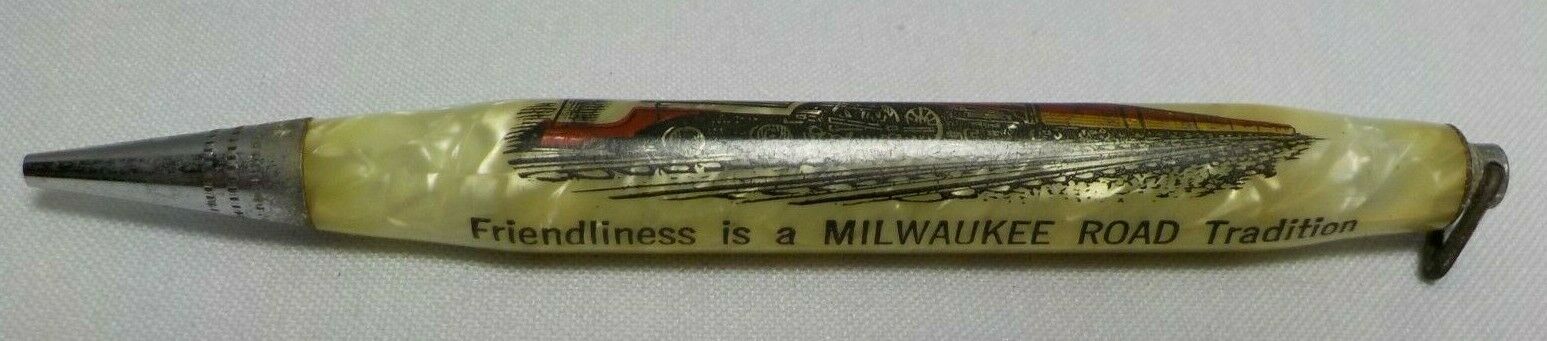 Friendliness is a MILWAUKEE ROAD Tradition